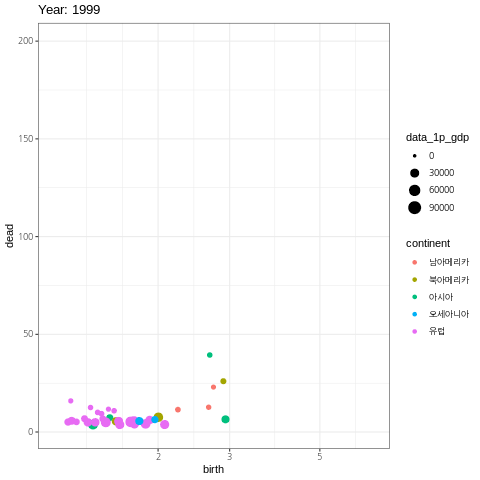 Year: 1999
200
150
100
50
0
dead
2
3
5
birth
data_1p_gdp
0
30000
60000
90000
continent
남아메리카
북아메리카
아시아
오세아니아
유럽